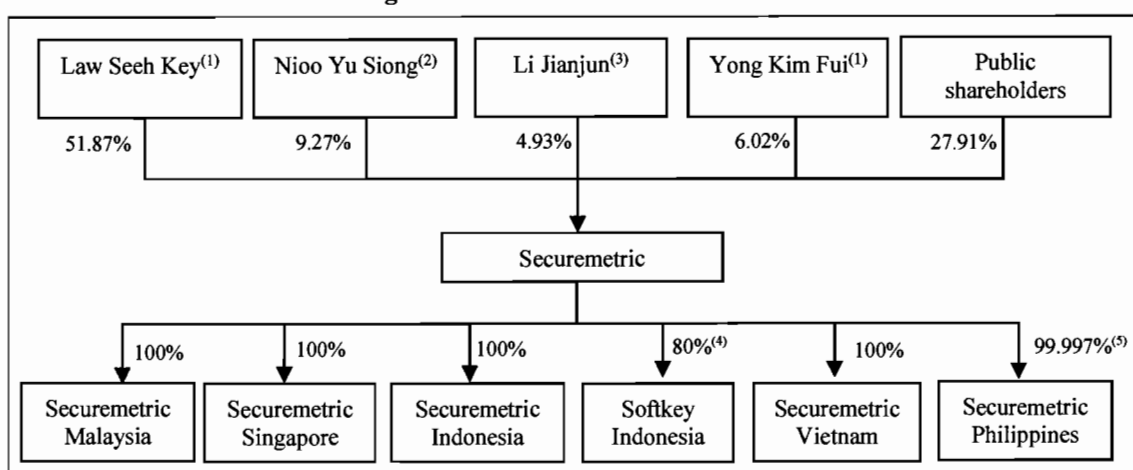 Law Seeh Key(1)
Nioo Yu Siong(2)
Li Jianjun(3)
Yong Kim Fui(1)
Public
shareholders
51.87%
9.27%
4.93%
6.02%
27.91%
Securemetric
100%
100%
100%
80%(4)
100%
99.997%(5)
Securemetric
Malaysia
Securemetric
Singapore
Securemetric
Indonesia
Softkey
Indonesia
Securemetric
Vietnam
Securemetric
Philippines